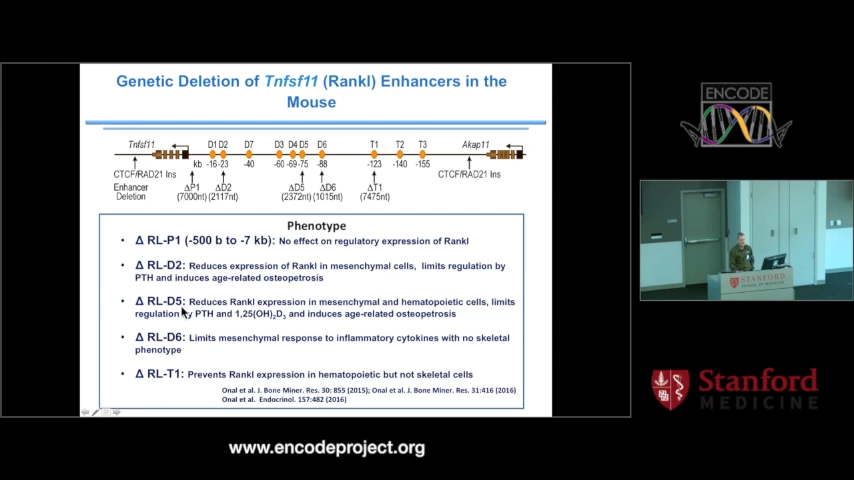 Genetic Deletion of Tnfsf11 (Rankl) Enhancers in the
Mouse
Tnfsf11 D1 D2 D7 D3 D4 D5 D6 T1 T2 T3 Akap11
kb -16 -23 -40 -60 -69 -75 -88 -123 -140 -155
CTCF/RAD21 Ins CTCF/RAD21 Ins
Enhancer ΔP1 ΔD2 ΔD5 ΔD6 ΔT1
Deletion (7000nt) (2117nt) (2372nt) (1015nt) (7475nt)
Phenotype
• Δ RL-P1 (-500 b to -7 kb): No effect on regulatory expression of Rankl
• Δ RL-D2: Reduces expression of Rankl in mesenchymal cells, limits regulation by
PTH and induces age-related osteopetrosis
• Δ RL-D5: Reduces Rankl expression in mesenchymal and hematopoietic cells, limits
regulation by PTH and 1,25(OH)₂D₃ and induces age-related osteopetrosis
• Δ RL-D6: Limits mesenchymal response to inflammatory cytokines with no skeletal
phenotype
• Δ RL-T1: Prevents Rankl expression in hematopoietic but not skeletal cells
Onal et al. J Bone Miner. Res. 30: 855 (2015); Onal et al. J Bone Miner. Res. 31:416 (2016)
Onal et al. Endocrinol. 157:482 (2016)
ENCODE
STANFORD
SCHOOL OF MEDICINE
Stanford
MEDICINE
www.encodeproject.org